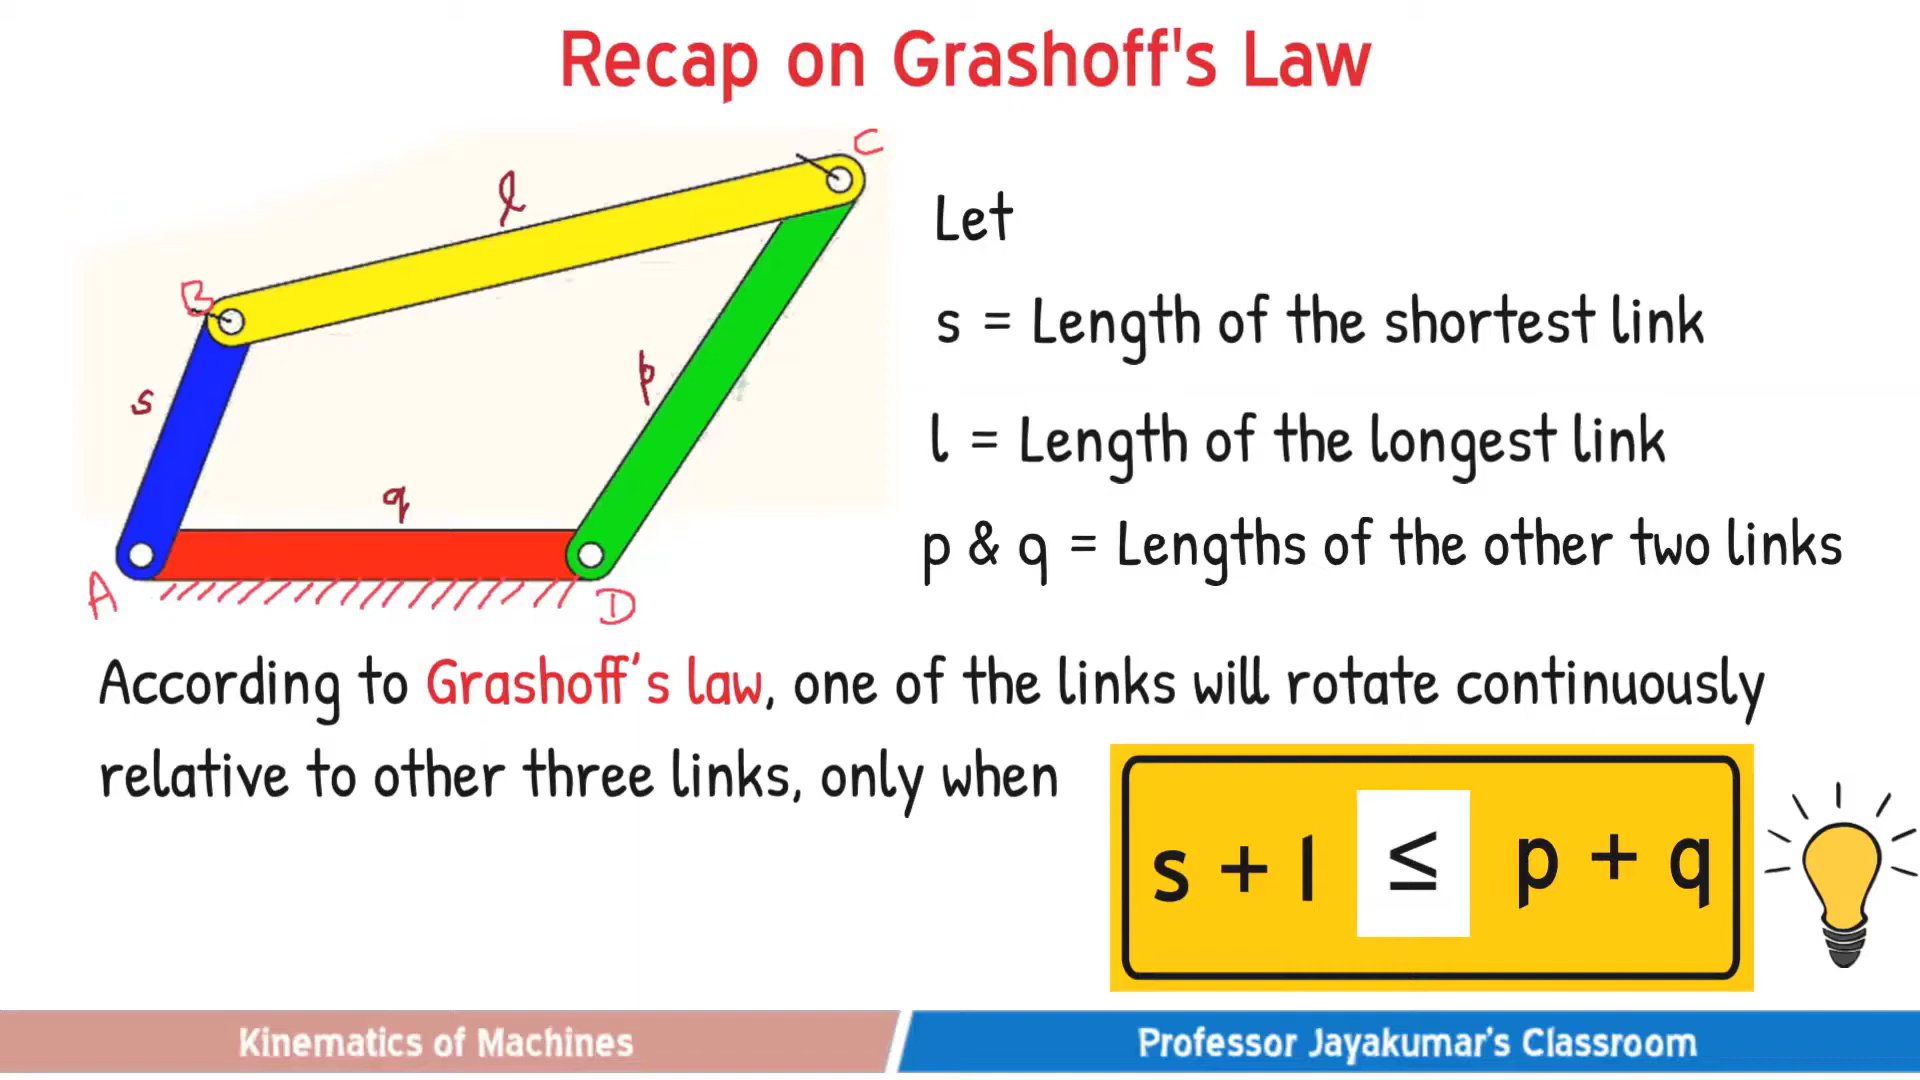 Recap on Grashoff's Law
C
l
B
s
p
q
A
D
Let
s = Length of the shortest link
l = Length of the longest link
p & q = Lengths of the other two links
According to Grashoff's law, one of the links will rotate continuously
relative to other three links, only when
s + l ≤ p + q
Kinematics of Machines
Professor Jayakumar's Classroom